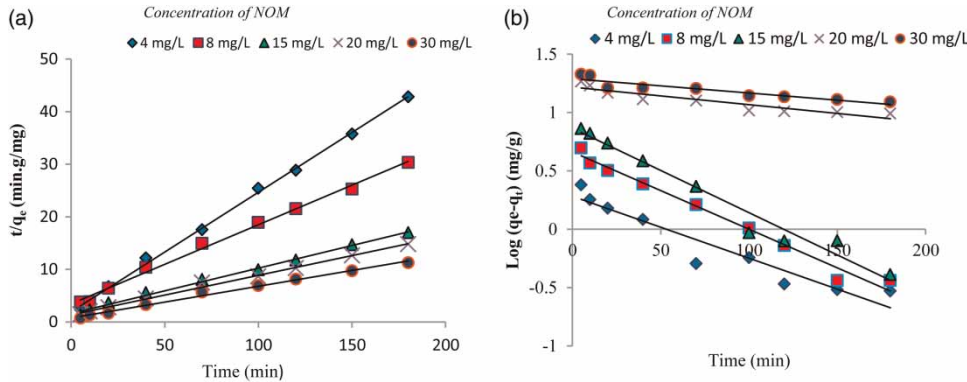 (a)
Concentration of NOM
4 mg/L 8 mg/L 15 mg/L 20 mg/L 30 mg/L
t/qe (min.g/mg)
60
50
40
30
20
10
0
0 50 100 150 200
Time (min)
(b)
Concentration of NOM
4 mg/L 8 mg/L 15 mg/L 20 mg/L 30 mg/L
Log (qe-qt) (mg/g)
1.5
1
0.5
0
-0.5
-1
0 50 100 150 200
Time (min)